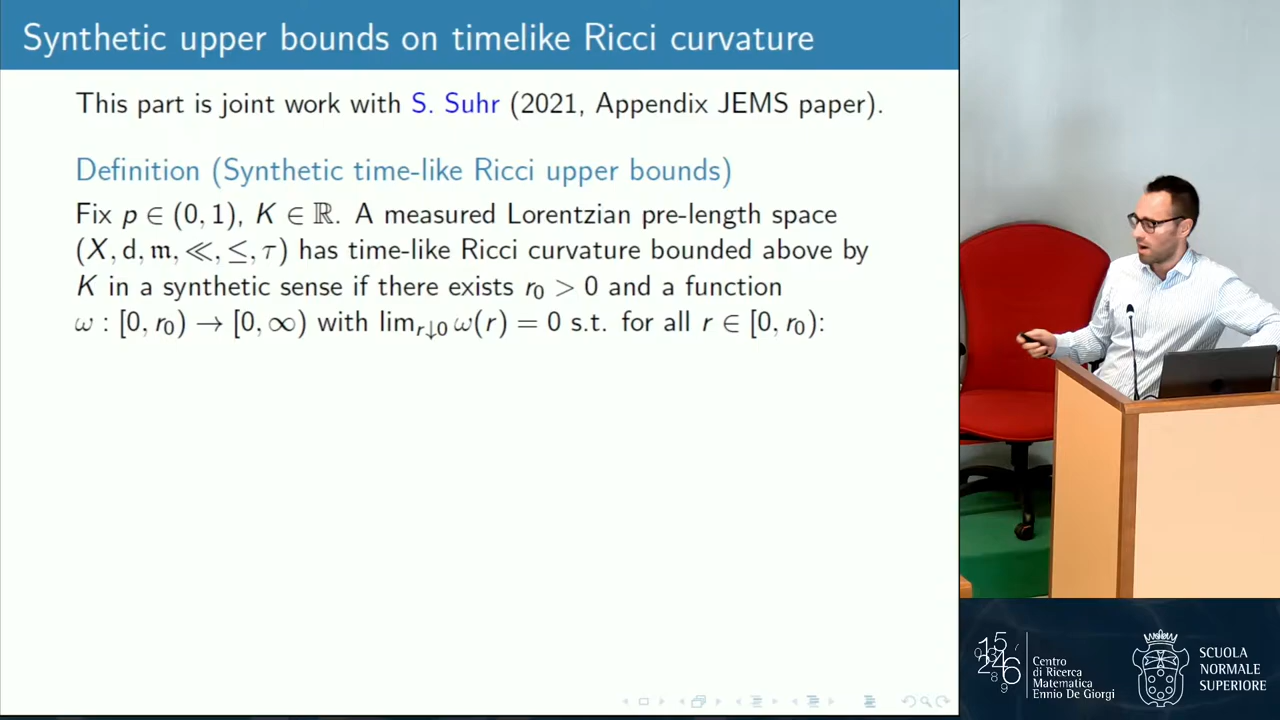 Synthetic upper bounds on timelike Ricci curvature
This part is joint work with S. Suhr (2021, Appendix JEMS paper).
Definition (Synthetic time-like Ricci upper bounds)
Fix p ∈ (0, 1), K ∈ ℝ. A measured Lorentzian pre-length space
(X, d, 𝔪, ≪, ≤, τ) has time-like Ricci curvature bounded above by
K in a synthetic sense if there exists r₀ > 0 and a function
ω : [0, r₀) → [0, ∞) with lim_{r↓0} ω(r) = 0 s.t. for all r ∈ [0, r₀):
Centro
di Ricerca
Matematica
Ennio De Giorgi
SCUOLA
NORMALE
SUPERIORE